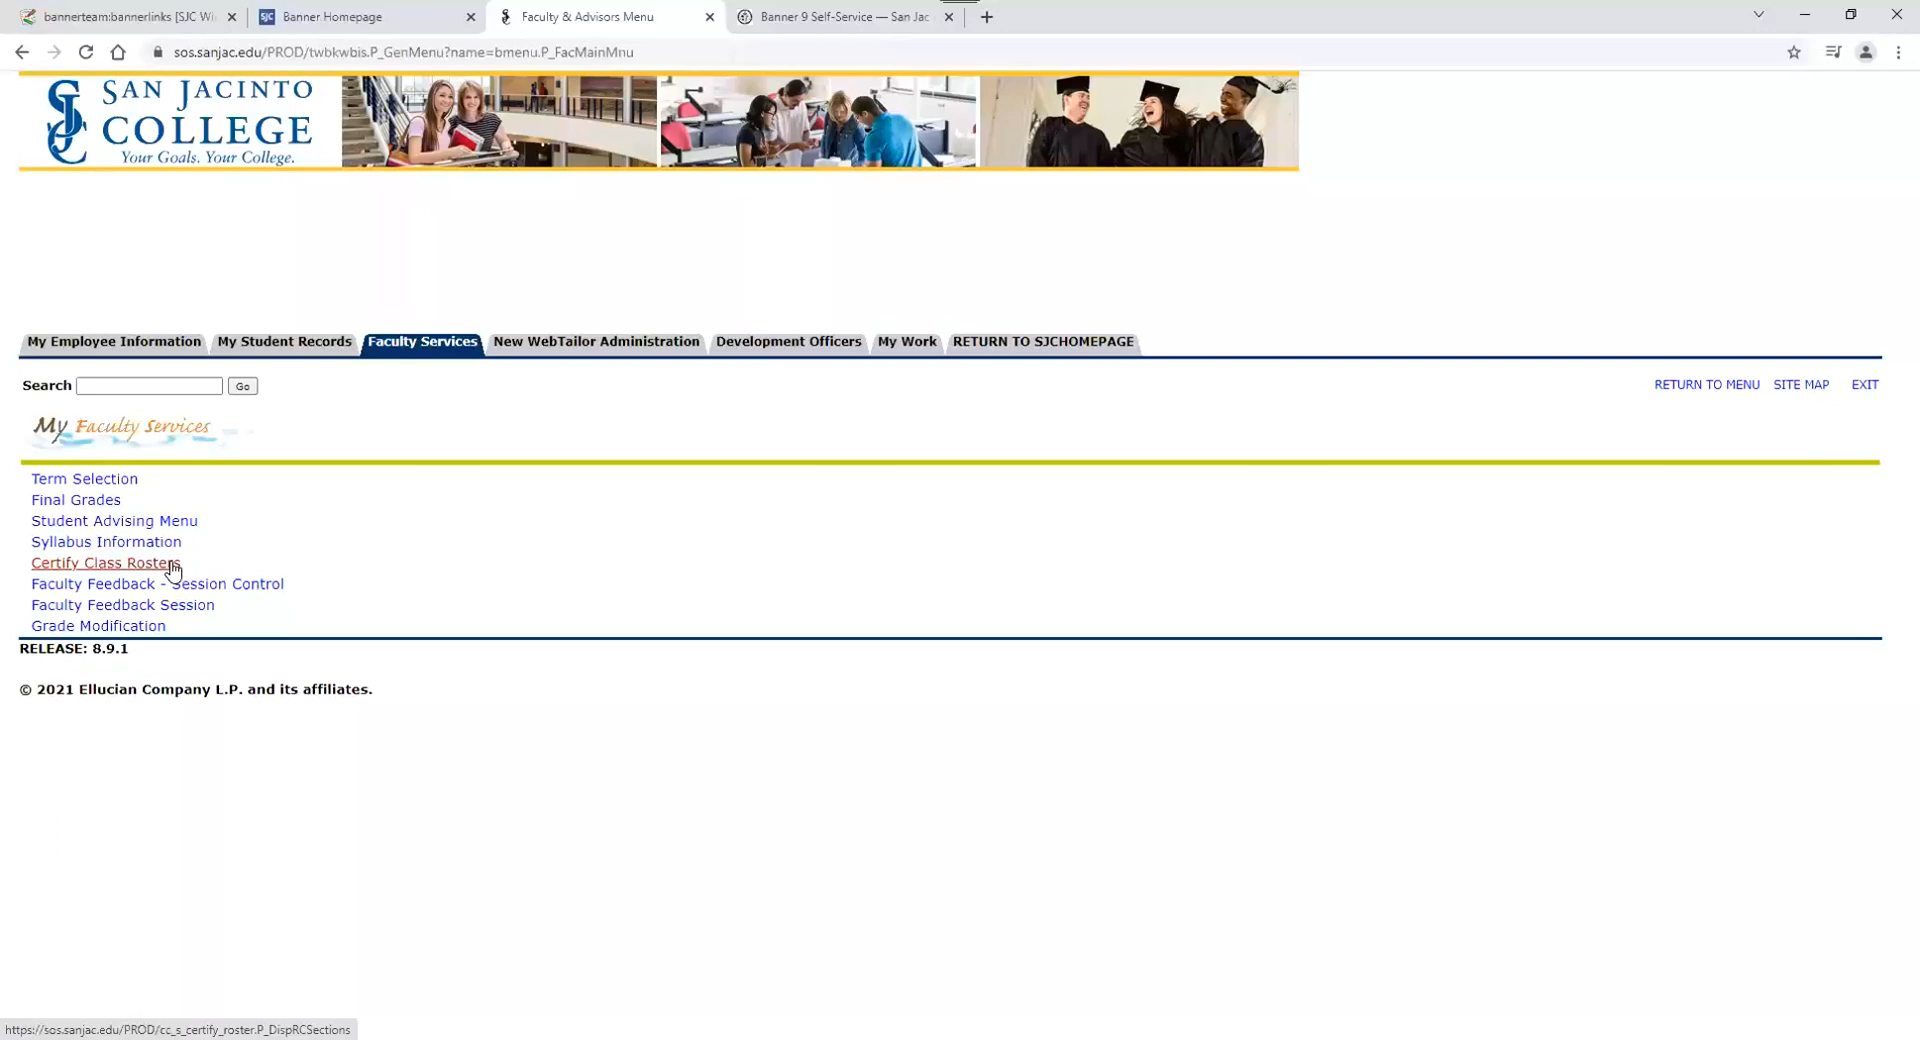 bannerteam:bannerlinks [SJC Wi
Banner Homepage
Faculty & Advisors Menu
Banner 9 Self-Service — San Jac
sos.sanjac.edu/PROD/twbkwbis.P_GenMenu?name=bmenu.P_FacMainMnu
SAN JACINTO
COLLEGE
Your Goals. Your College.
My Employee Information
My Student Records
Faculty Services
New WebTailor Administration
Development Officers
My Work
RETURN TO SJCHOMEPAGE
Search
Go
RETURN TO MENU
SITE MAP
EXIT
My Faculty Services
Term Selection
Final Grades
Student Advising Menu
Syllabus Information
Certify Class Rosters
Faculty Feedback - Session Control
Faculty Feedback Session
Grade Modification
RELEASE: 8.9.1
© 2021 Ellucian Company L.P. and its affiliates.
https://sos.sanjac.edu/PROD/cc_s_certify_roster.P_DispRCSections